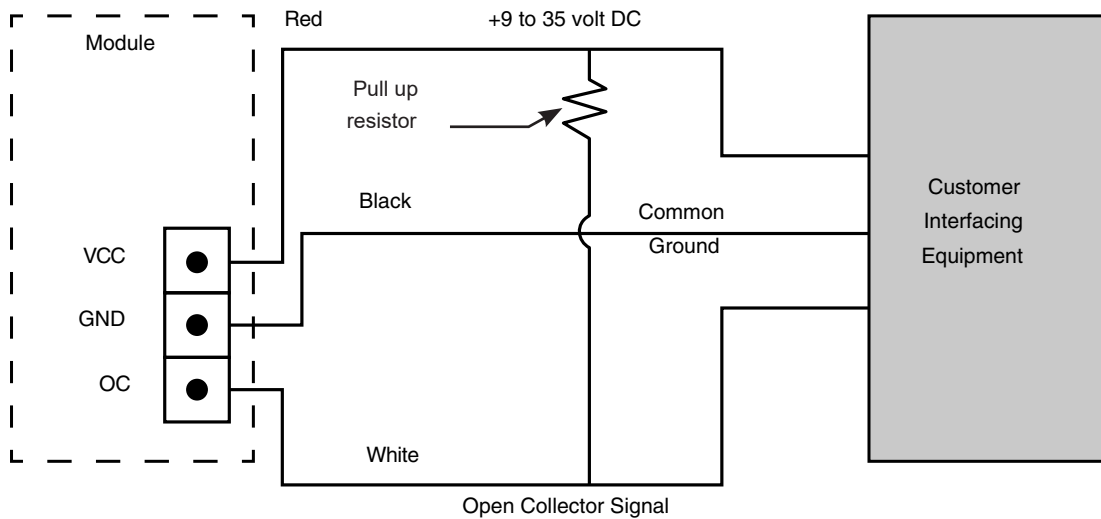 Red
+9 to 35 volt DC
Module
Pull up
resistor
Black
Common
Ground
Customer
Interfacing
Equipment
VCC
GND
OC
White
Open Collector Signal